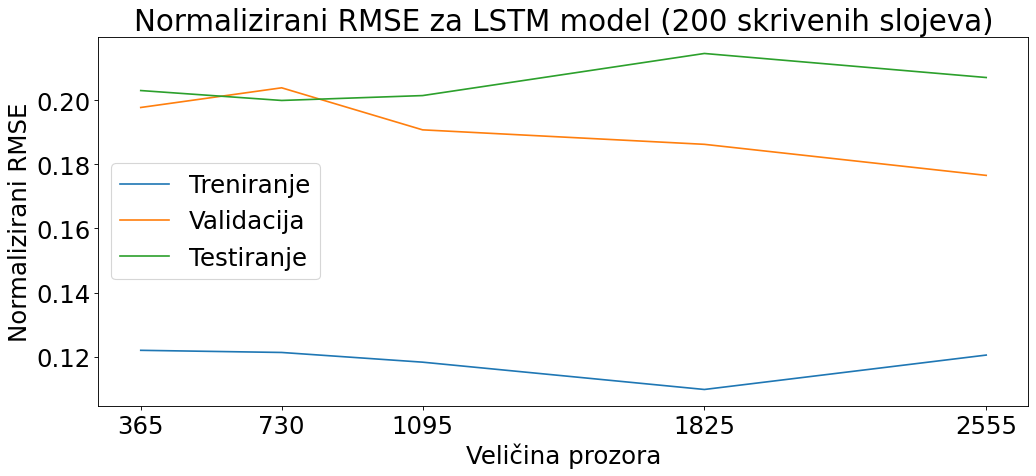 Normalizirani RMSE za LSTM model (200 skrivenih slojeva)
Normalizirani RMSE
0.20
0.18
0.16
0.14
0.12
Treniranje
Validacija
Testiranje
365 730 1095 1825 2555
Veličina prozora